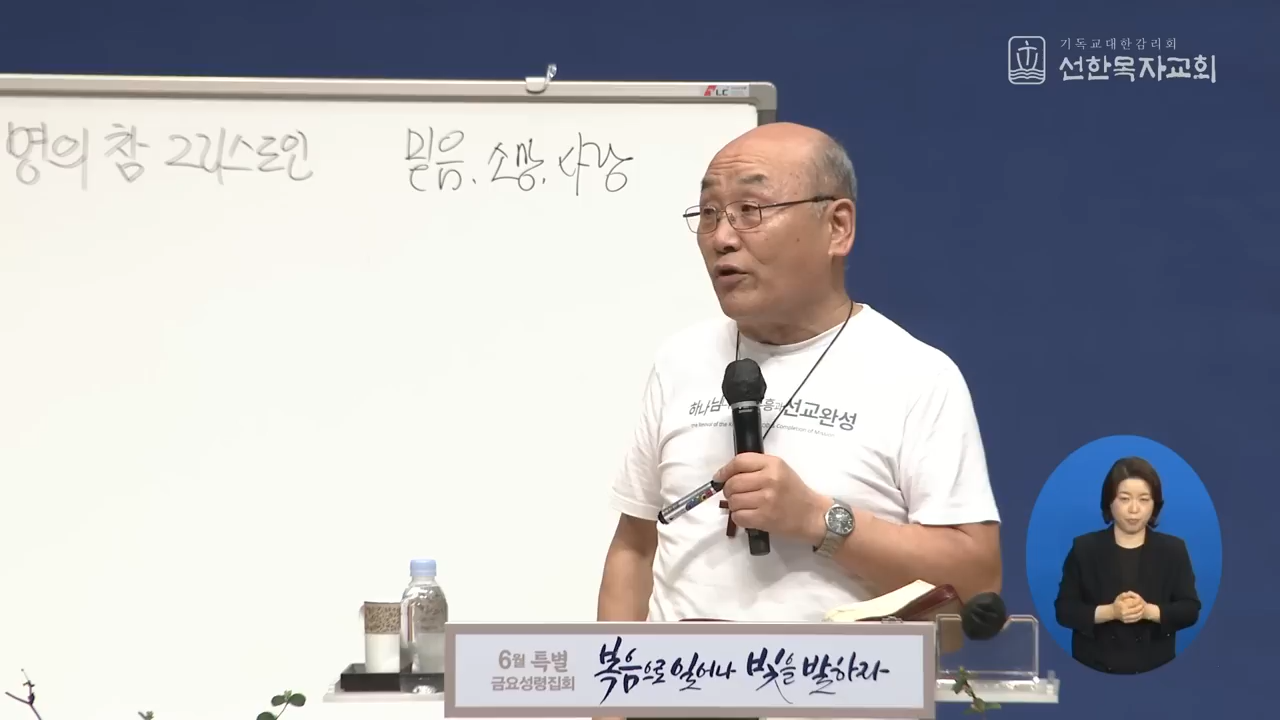 기독교대한감리회
선한목자교회
명의 참 그리스도인
믿음. 소망. 사랑
하나님 흥과 선교완성
6월 특별
금요성령집회
복음으로 일어나 빛을 발하라